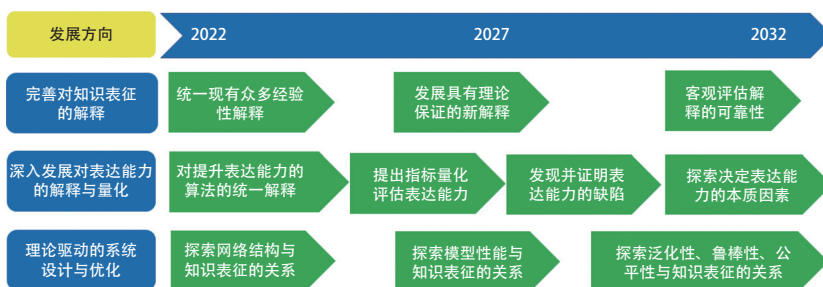 发展方向
2022
2027
2032
完善对知识表征
的解释
统一现有众多经验
性解释
发展具有理论
保证的新解释
客观评估解
释的可靠性
深入发展对表达能力
的解释与量化
对提升表达能力的
算法的统一解释
提出指标量化
评估表达能力
发现并证明表
达能力的缺陷
探索决定表达能
力的本质因素
理论驱动的系统
设计与优化
探索网络结构与
知识表征的关系
探索模型性能与
知识表征的关系
探索泛化性、鲁棒性、公
平性与知识表征的关系